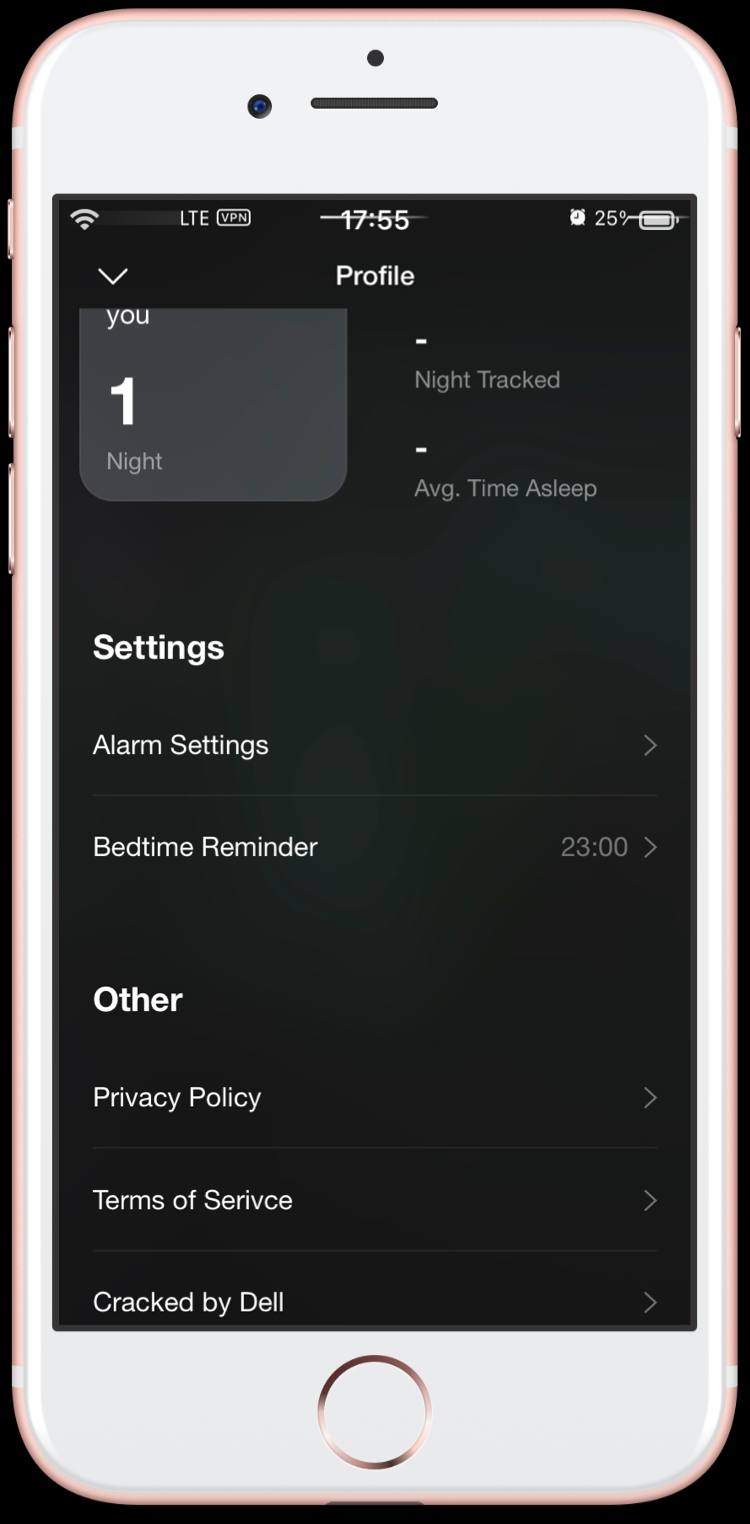 LTE VPN 17:55 25%
Profile
you
1
Night
-
Night Tracked
-
Avg. Time Asleep
Settings
Alarm Settings
Bedtime Reminder 23:00
Other
Privacy Policy
Terms of Serivce
Cracked by Dell